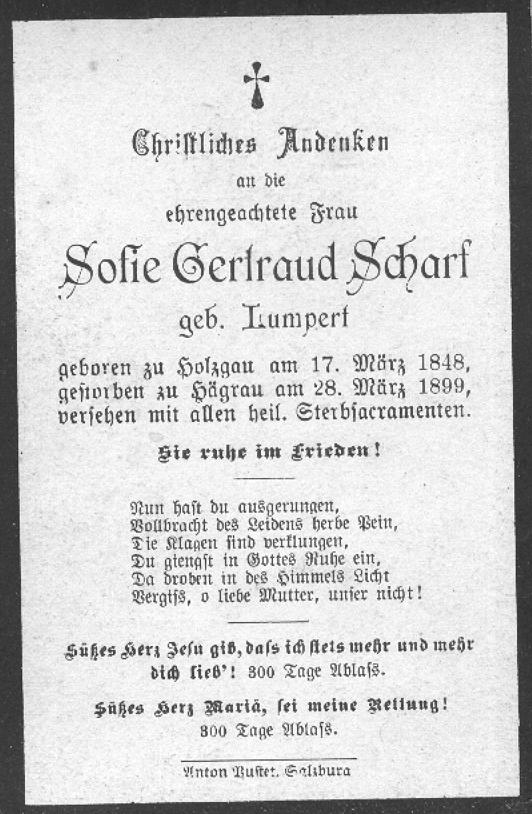 Christliches Andenken
an die
ehrengeachtete Frau
Sofie Gertraud Scharf
geb. Lumpert
geboren zu Holzgau am 17. März 1848,
gestorben zu Hägrau am 28. März 1899,
versehen mit allen heil. Sterbsacramenten.
Sie ruhe im Frieden!
Nun hast du ausgerungen,
Vollbracht des Leidens herbe Pein,
Die Klagen sind verklungen,
Du giengst in Gottes Ruhe ein,
Da droben in des Himmels Licht
Vergiss, o liebe Mutter, unser nicht!
Süßes Herz Jesu gib, dass ich stets mehr und mehr
dich lieb'! 300 Tage Ablass.
Süßes Herz Mariä, sei meine Rettung!
300 Tage Ablass.
Anton Pustet, Salzburg